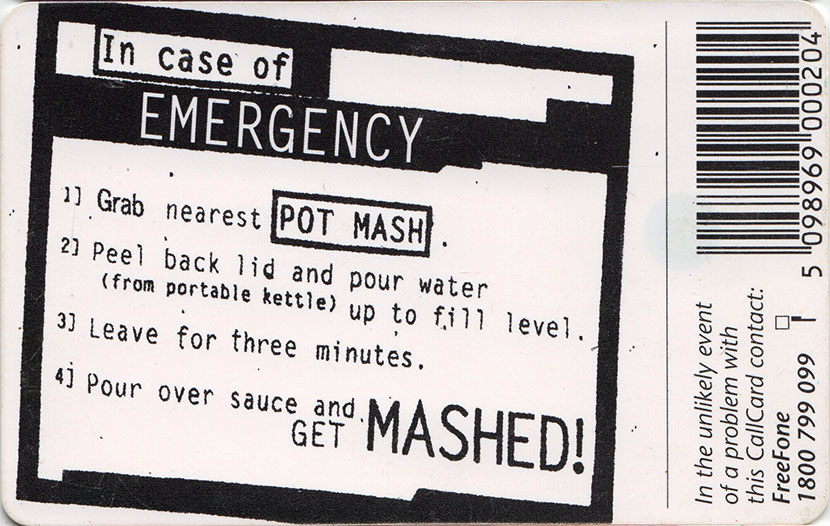 In case of
EMERGENCY
1] Grab nearest POT MASH.
2] Peel back lid and pour water
(from portable kettle) up to fill level.
3] Leave for three minutes.
4] Pour over sauce and
GET MASHED!
5 098969 000204
In the unlikely event
of a problem with
this CallCard contact:
FreeFone
1800 799 099